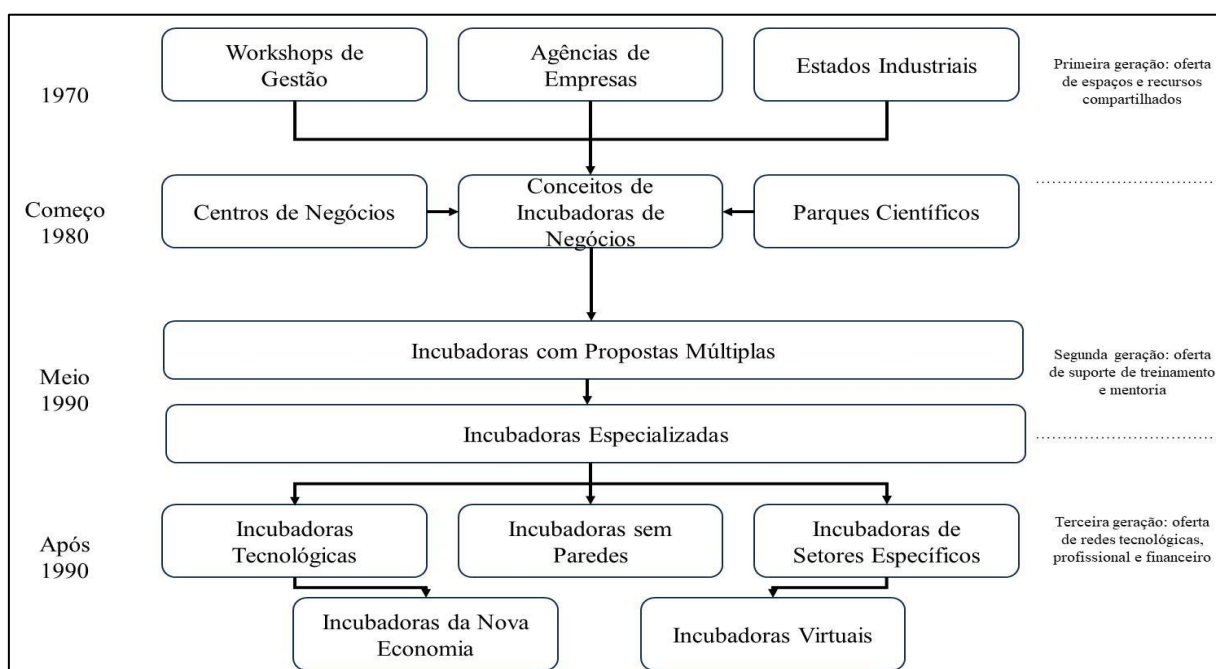 Workshops de
Gestão
Agências de
Empresas
Estados Industriais
1970
Primeira geração: oferta
de espaços e recursos
compartilhados
Começo
1980
Centros de Negócios
Conceitos de
Incubadoras de
Negócios
Parques Científicos
Incubadoras com Propostas Múltiplas
Meio
1990
Segunda geração: oferta
de suporte de treinamento
e mentoria
Incubadoras Especializadas
Após
1990
Incubadoras
Tecnológicas
Incubadoras sem
Paredes
Incubadoras de
Setores Específicos
Terceira geração: oferta
de redes tecnológicas,
profissional e financeiro
Incubadoras da Nova
Economia
Incubadoras Virtuais